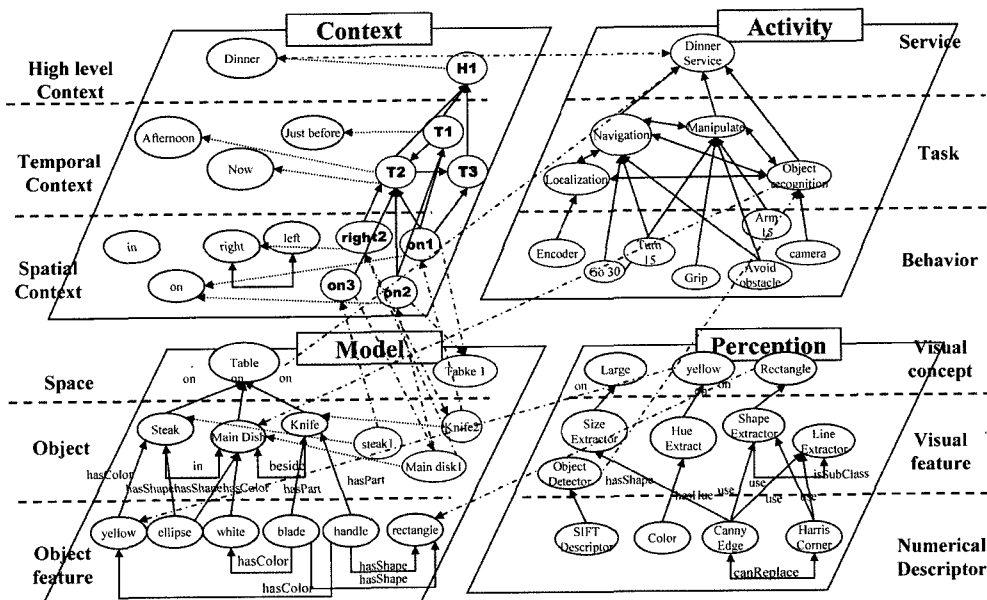 Context
Activity
Service
High level
Context
Dinner
H1
Dinner
Service
Temporal
Context
Afternoon
Just before
T1
Now
T2
T3
Navigation
Manipulate
Localization
Object
recognition
Task
Spatial
Context
in
right
left
right2
on1
on
on3
on2
Encoder
Go 30
Turn
15
Grip
Arm
15
Avoid
obstacle
camera
Behavior
Model
Perception
Visual
concept
Space
Table
on
on
on
Tabke 1
Large
yellow
Rectangle
on
on
Object
Steak
Main Dish
Knife
steak1
Knife2
Main disk1
Size
Extractor
Hue
Extract
Shape
Extractor
Line
Extractor
Object
Detector
Visual
feature
hasColor
in
beside
hasShape
hasShape
hasColor
hasPart
hasPart
hasShape
hasHue
use
use
use
use
isSubClass
Object
feature
yellow
ellipse
white
blade
handle
rectangle
hasColor
hasShape
hasShape
hasColor
SIFT
Descriptor
Color
Canny
Edge
Harris
Corner
canReplace
Numerical
Descriptor